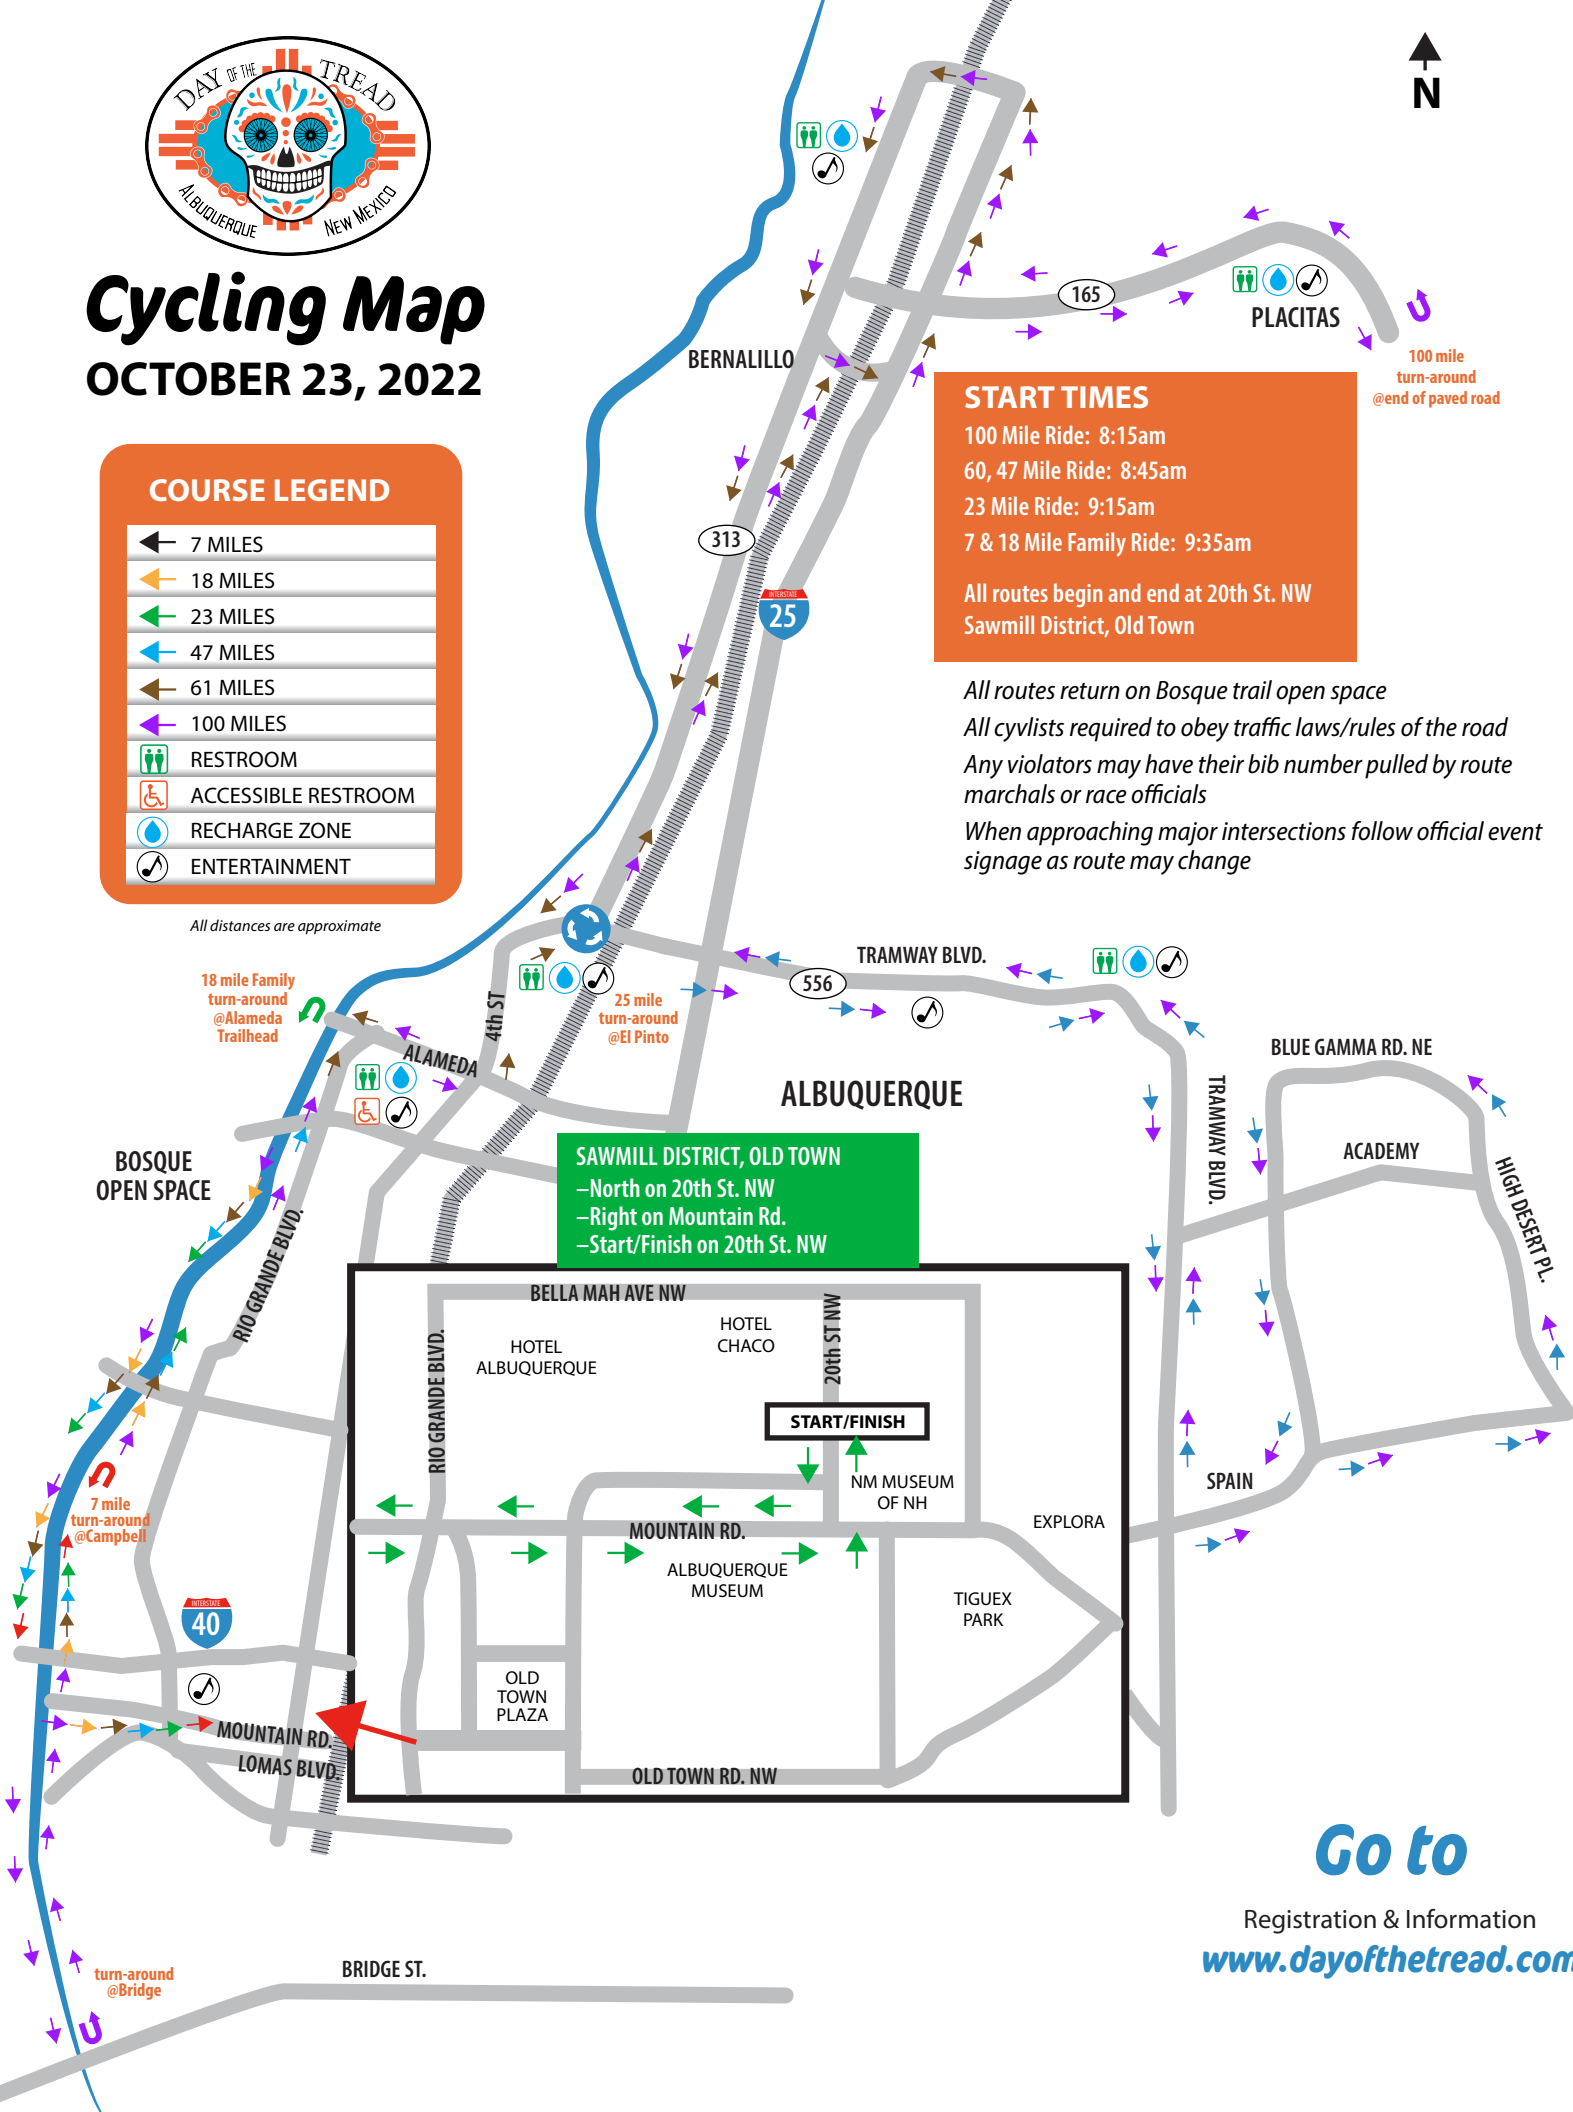 DAY OF THE TREAD
ALBUQUERQUE NEW MEXICO
Cycling Map
OCTOBER 23, 2022
N
COURSE LEGEND
7 MILES
18 MILES
23 MILES
47 MILES
61 MILES
100 MILES
RESTROOM
ACCESSIBLE RESTROOM
RECHARGE ZONE
ENTERTAINMENT
All distances are approximate
165
PLACITAS
100 mile
turn-around
@end of paved road
BERNALILLO
START TIMES
100 Mile Ride: 8:15am
60, 47 Mile Ride: 8:45am
23 Mile Ride: 9:15am
7 & 18 Mile Family Ride: 9:35am
All routes begin and end at 20th St. NW
Sawmill District, Old Town
313
INTERSTATE
25
All routes return on Bosque trail open space
All cyvlists required to obey traffic laws/rules of the road
Any violators may have their bib number pulled by route
marchals or race officials
When approaching major intersections follow official event
signage as route may change
18 mile Family
turn-around
@Alameda
Trailhead
4th ST
25 mile
turn-around
@El Pinto
TRAMWAY BLVD.
556
ALAMEDA
ALBUQUERQUE
BLUE GAMMA RD. NE
TRAMWAY BLVD.
ACADEMY
HIGH DESERT PL.
BOSQUE
OPEN SPACE
RIO GRANDE BLVD.
SAWMILL DISTRICT, OLD TOWN
–North on 20th St. NW
–Right on Mountain Rd.
–Start/Finish on 20th St. NW
BELLA MAH AVE NW
HOTEL
CHACO
HOTEL
ALBUQUERQUE
20th ST NW
RIO GRANDE BLVD.
START/FINISH
NM MUSEUM
OF NH
MOUNTAIN RD.
EXPLORA
ALBUQUERQUE
MUSEUM
TIGUEX
PARK
OLD
TOWN
PLAZA
OLD TOWN RD. NW
SPAIN
7 mile
turn-around
@Campbell
INTERSTATE
40
MOUNTAIN RD.
LOMAS BLVD.
turn-around
@Bridge
BRIDGE ST.
Go to
Registration & Information
www.dayofthetread.com